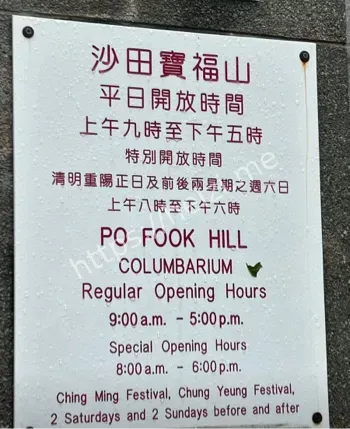 沙田寶福山
平日開放時間
上午九時至下午五時
特別開放時間
清明重陽正日及前後兩星期之週六日
上午八時至下午六時
PO FOOK HILL
COLUMBARIUM
Regular Opening Hours
9:00 a.m. – 5:00 p.m.
Special Opening Hours
8:00 a.m. - 6:00 p.m.
Ching Ming Festival, Chung Yeung Festival,
2 Saturdays and 2 Sundays before and after